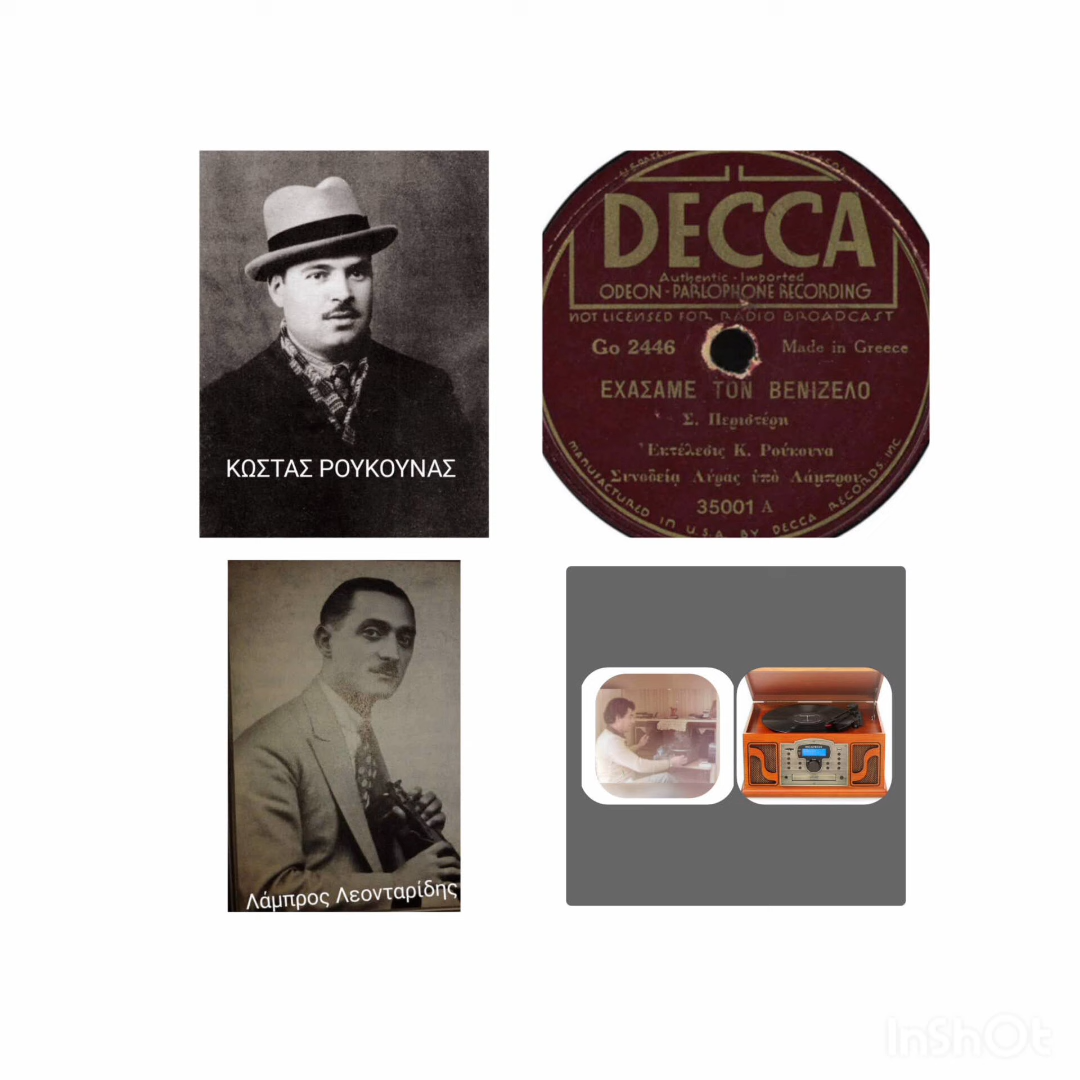 ΚΩΣΤΑΣ ΡΟΥΚΟΥΝΑΣ
DECCA
Authentic - Imported
ODEON - PARLOPHONE RECORDING
NOT LICENSED FOR RADIO BROADCAST
Go 2446 Made in Greece
ΕΧΑΣΑΜΕ ΤΟΝ ΒΕΝΙΖΕΛΟ
Σ. Περιστέρη
Ἐκτέλεσις Κ. Ρούκουνα
Συνοδεία Λύρας ὑπὸ Λάμπρου
35001 A
MANUFACTURED IN U.S.A. BY DECCA RECORDS, INC.
Λάμπρος Λεονταρίδης
InShOt